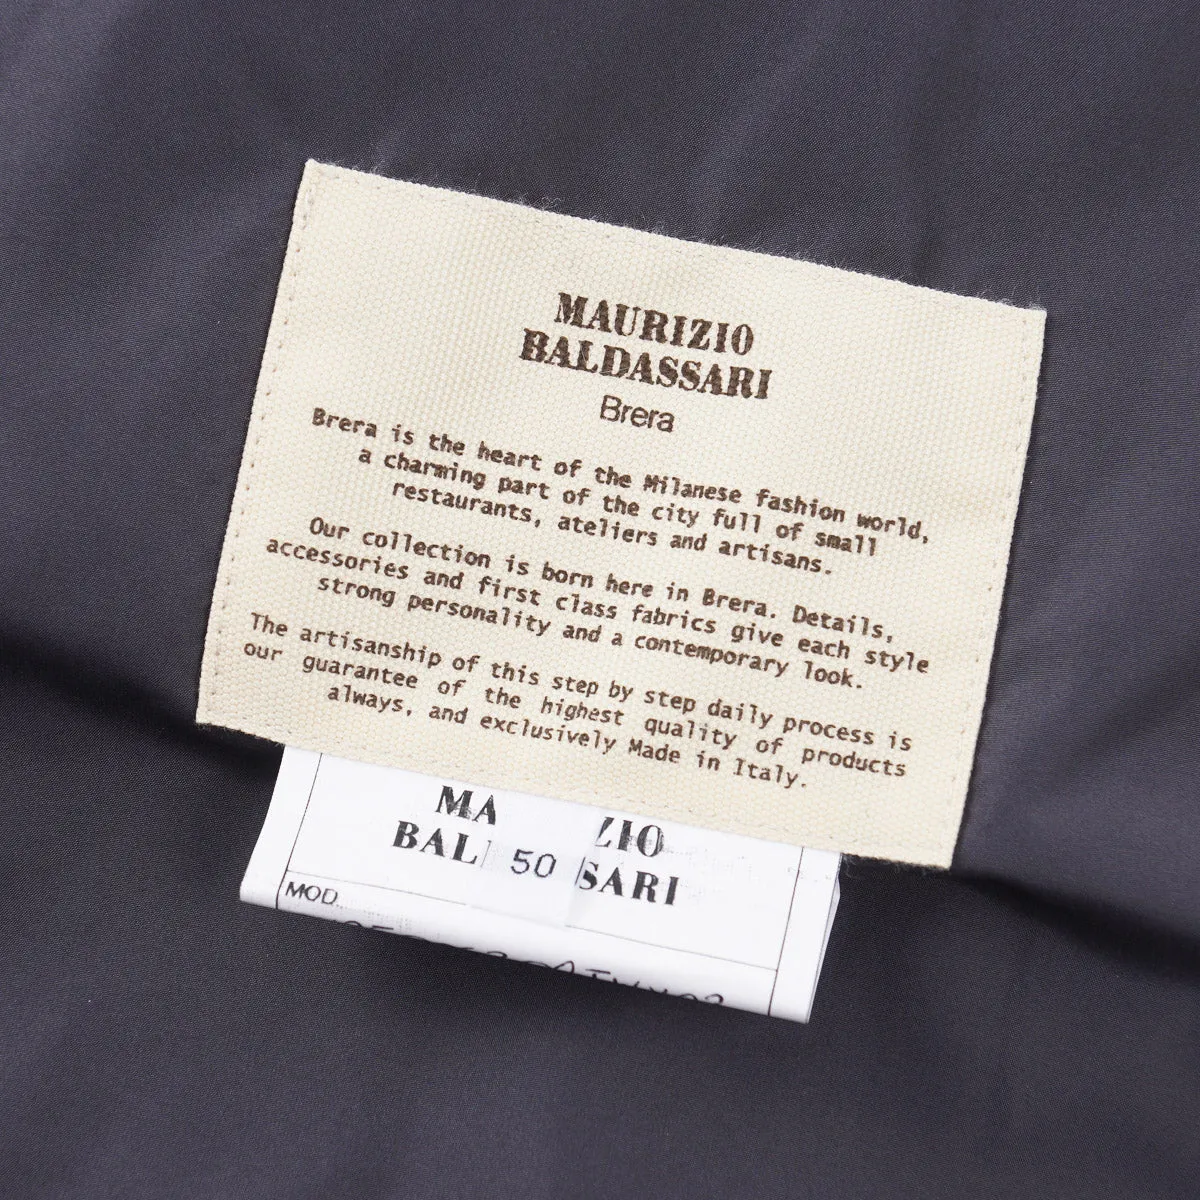 MAURIZIO
BALDASSARI
Brera
Brera is the heart of the Milanese fashion world,
a charming part of the city full of small
restaurants, ateliers and artisans.
Our collection is born here in Brera. Details,
accessories and first class fabrics give each style
strong personality and a contemporary look.
The artisanship of this step by step daily process is
our guarantee of the highest quality of products
always, and exclusively Made in Italy.
MA ZIO
BAL 50 SARI
MOD.